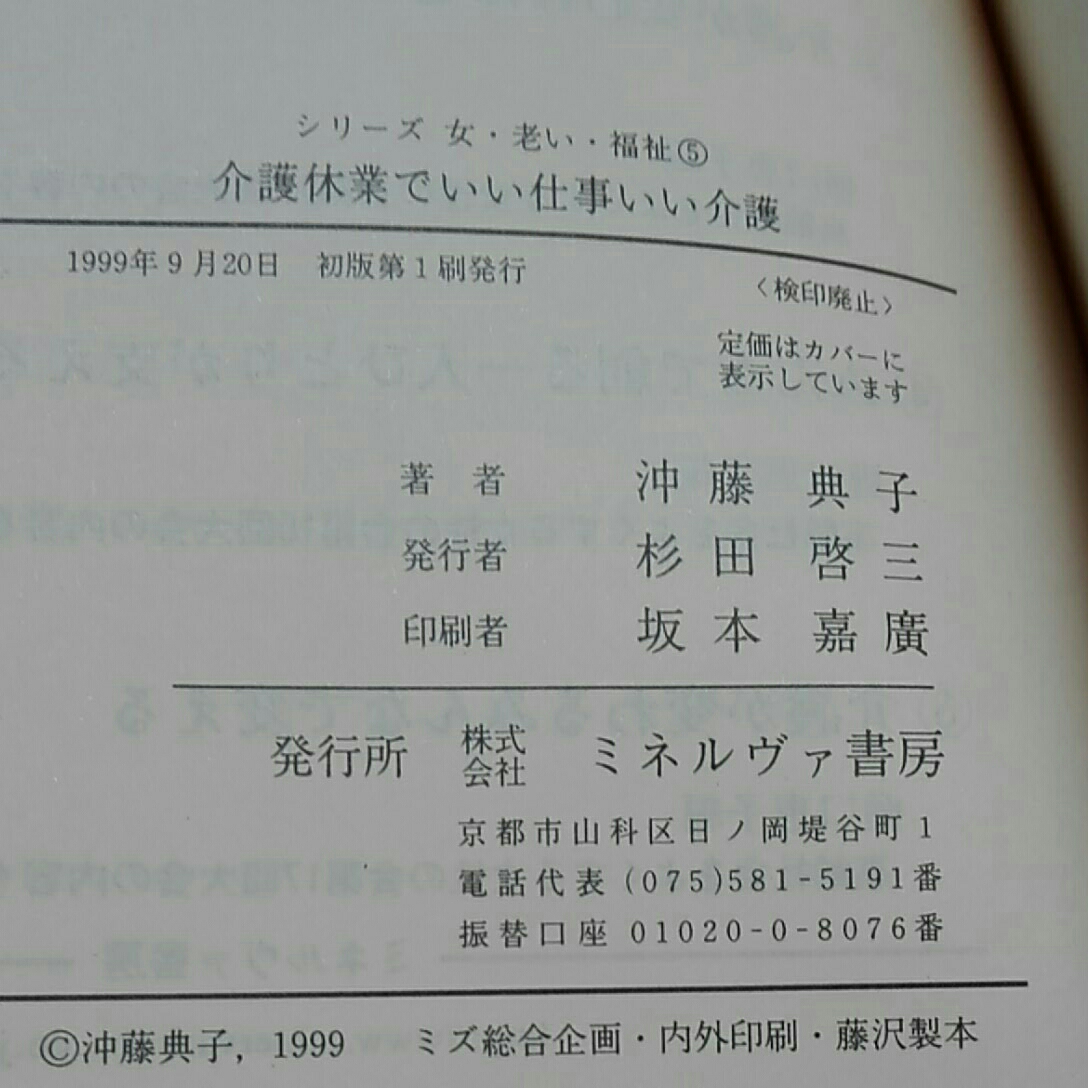 シリーズ 女・老い・福祉⑤
介護休業でいい仕事いい介護
1999年9月20日 初版第1刷発行
〈検印廃止〉
定価はカバーに
表示しています
著者 沖藤典子
発行者 杉田啓三
印刷者 坂本嘉廣
発行所 株式会社 ミネルヴァ書房
京都市山科区日ノ岡堤谷町1
電話代表 (075)581-5191番
振替口座 01020-0-8076番
©沖藤典子, 1999 ミズ総合企画・内外印刷・藤沢製本